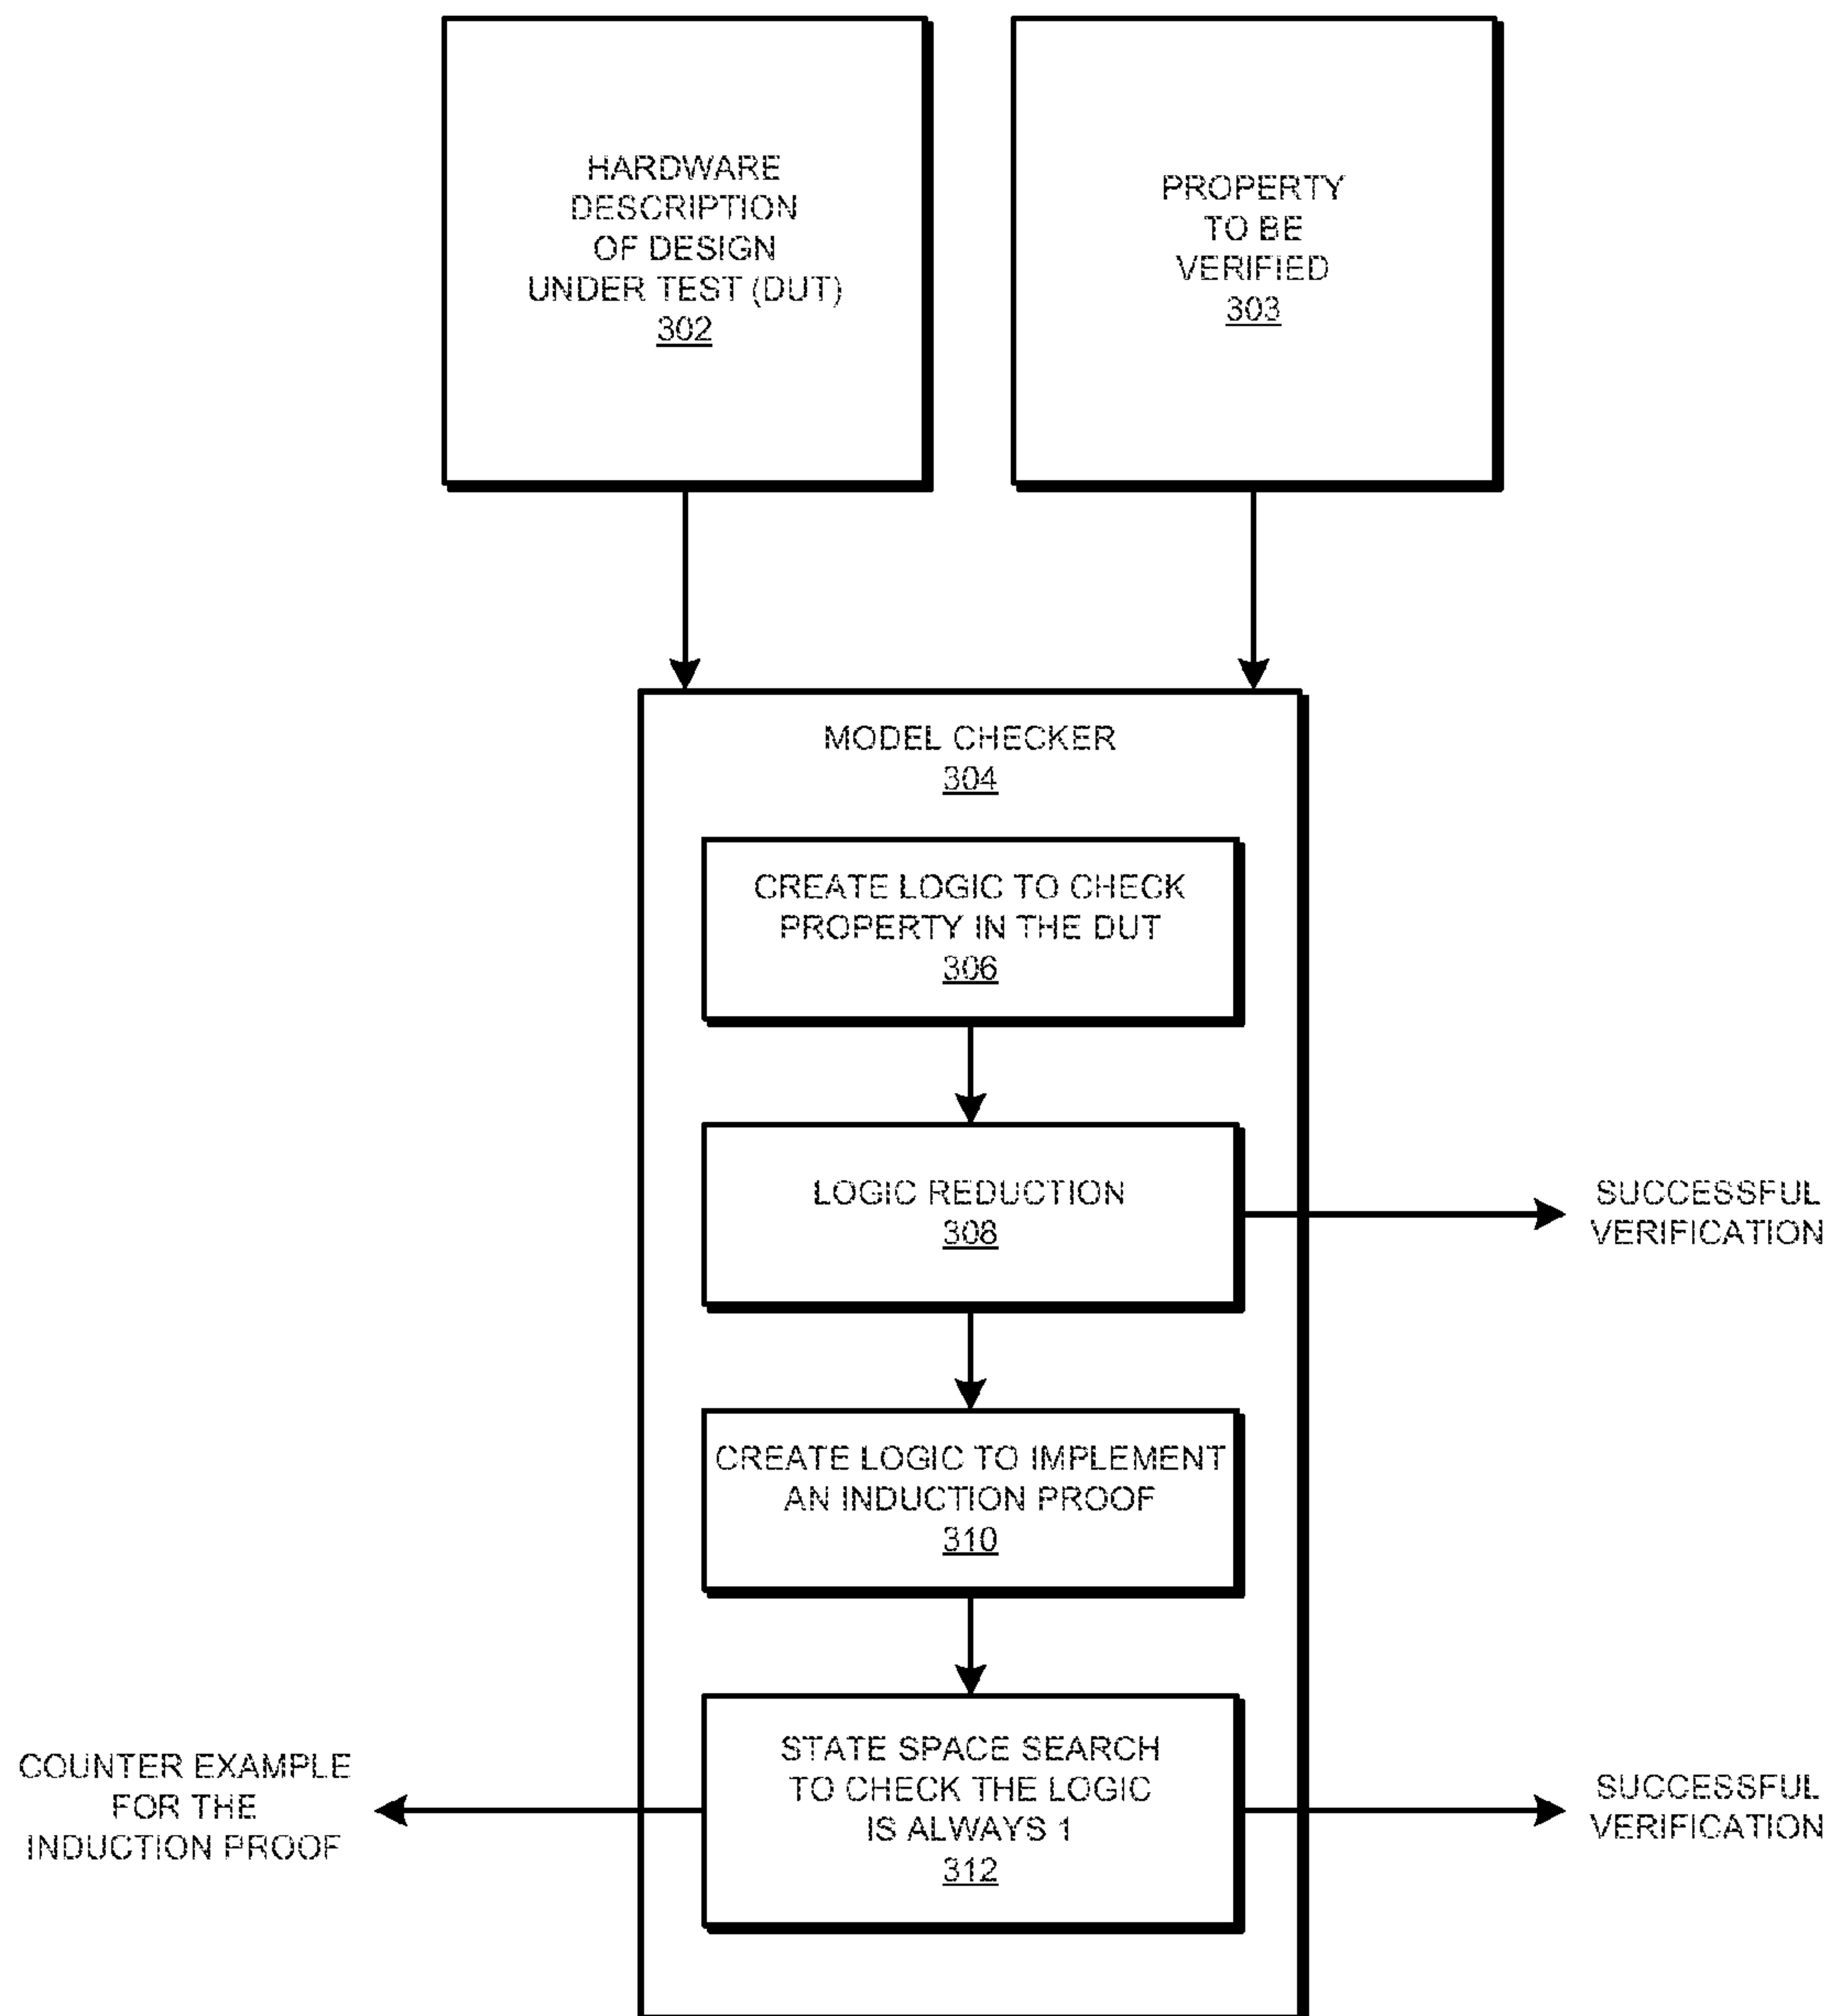 HARDWARE
DESCRIPTION
OF DESIGN
UNDER TEST (DUT)
302
PROPERTY
TO BE
VERIFIED
303
MODEL CHECKER
304
CREATE LOGIC TO CHECK
PROPERTY IN THE DUT
306
LOGIC REDUCTION
308
SUCCESSFUL
VERIFICATION
CREATE LOGIC TO IMPLEMENT
AN INDUCTION PROOF
310
COUNTER EXAMPLE
FOR THE
INDUCTION PROOF
STATE SPACE SEARCH
TO CHECK THE LOGIC
IS ALWAYS 1
312
SUCCESSFUL
VERIFICATION